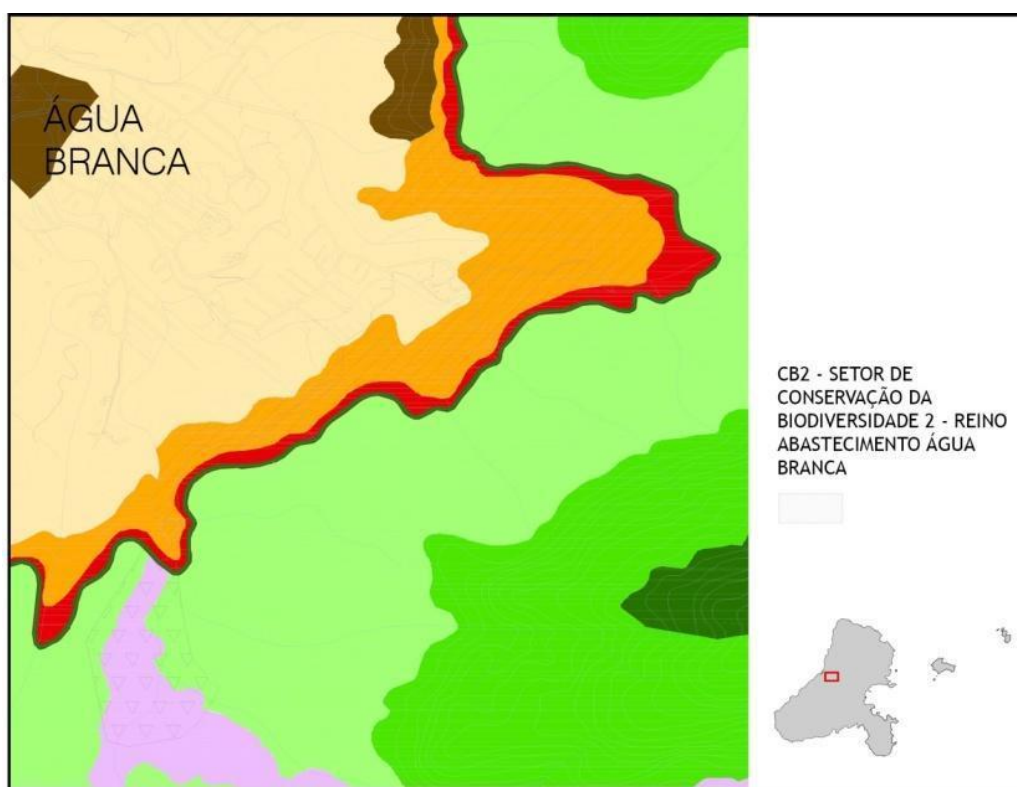 ÁGUA
BRANCA
CB2 - SETOR DE
CONSERVAÇÃO DA
BIODIVERSIDADE 2 - REINO
ABASTECIMENTO ÁGUA
BRANCA